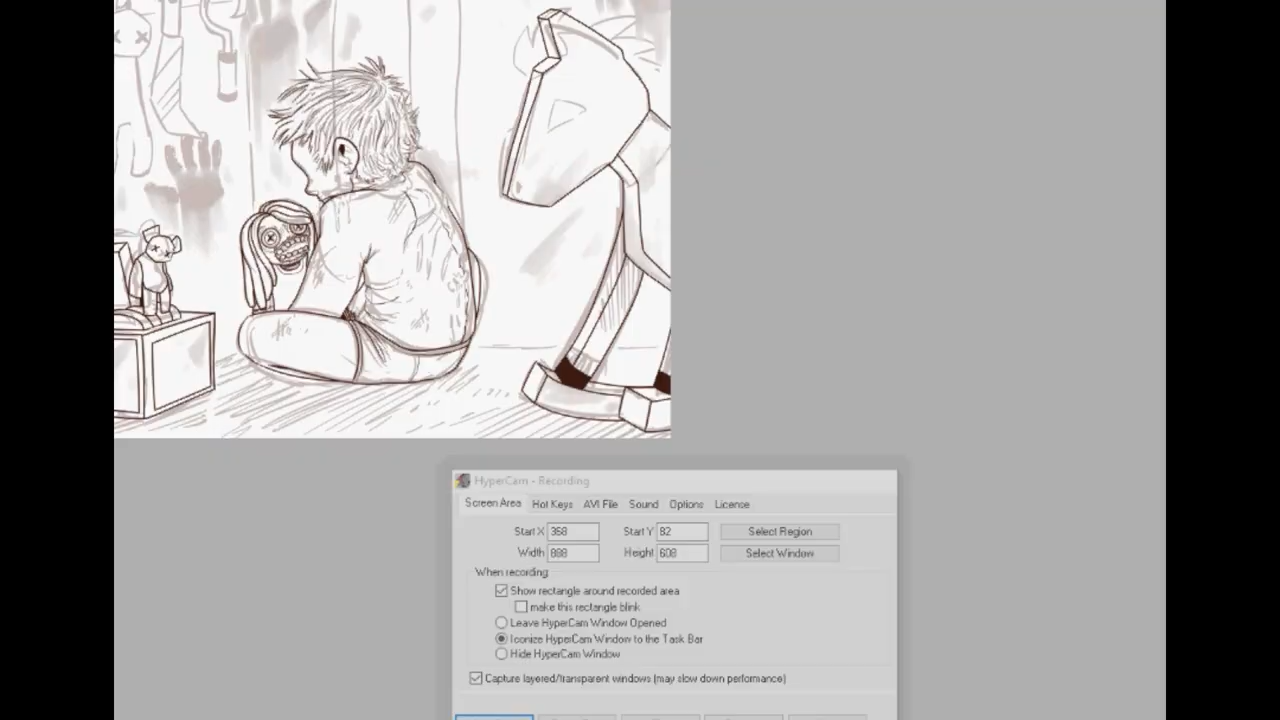 HyperCam - Recording
Screen Area Hot Keys AVI File Sound Options License
Start X 368 Start Y 82 Select Region
Width 888 Height 608 Select Window
When recording:
Show rectangle around recorded area
make this rectangle blink
Leave HyperCam Window Opened
Iconize HyperCam Window to the Task Bar
Hide HyperCam Window
Capture layered/transparent windows (may slow down performance)